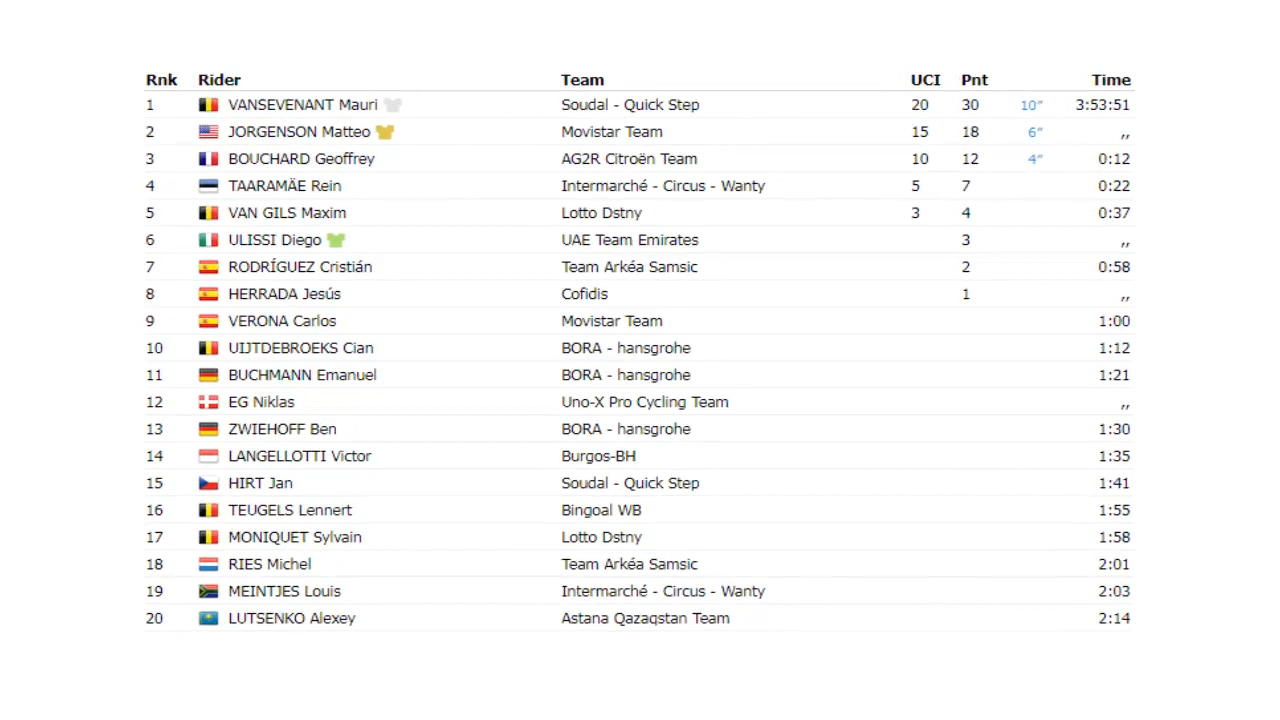 Rnk Rider Team UCI Pnt Time
1 VANSEVENANT Mauri Soudal - Quick Step 20 30 10″ 3:53:51
2 JORGENSON Matteo Movistar Team 15 18 6″ ,,
3 BOUCHARD Geoffrey AG2R Citroën Team 10 12 4″ 0:12
4 TAARAMÄE Rein Intermarché - Circus - Wanty 5 7 0:22
5 VAN GILS Maxim Lotto Dstny 3 4 0:37
6 ULISSI Diego UAE Team Emirates 3 ,,
7 RODRÍGUEZ Cristián Team Arkéa Samsic 2 0:58
8 HERRADA Jesús Cofidis 1 ,,
9 VERONA Carlos Movistar Team 1:00
10 UIJTDEBROEKS Cian BORA - hansgrohe 1:12
11 BUCHMANN Emanuel BORA - hansgrohe 1:21
12 EG Niklas Uno-X Pro Cycling Team ,,
13 ZWIEHOFF Ben BORA - hansgrohe 1:30
14 LANGELLOTTI Victor Burgos-BH 1:35
15 HIRT Jan Soudal - Quick Step 1:41
16 TEUGELS Lennert Bingoal WB 1:55
17 MONIQUET Sylvain Lotto Dstny 1:58
18 RIES Michel Team Arkéa Samsic 2:01
19 MEINTJES Louis Intermarché - Circus - Wanty 2:03
20 LUTSENKO Alexey Astana Qazaqstan Team 2:14